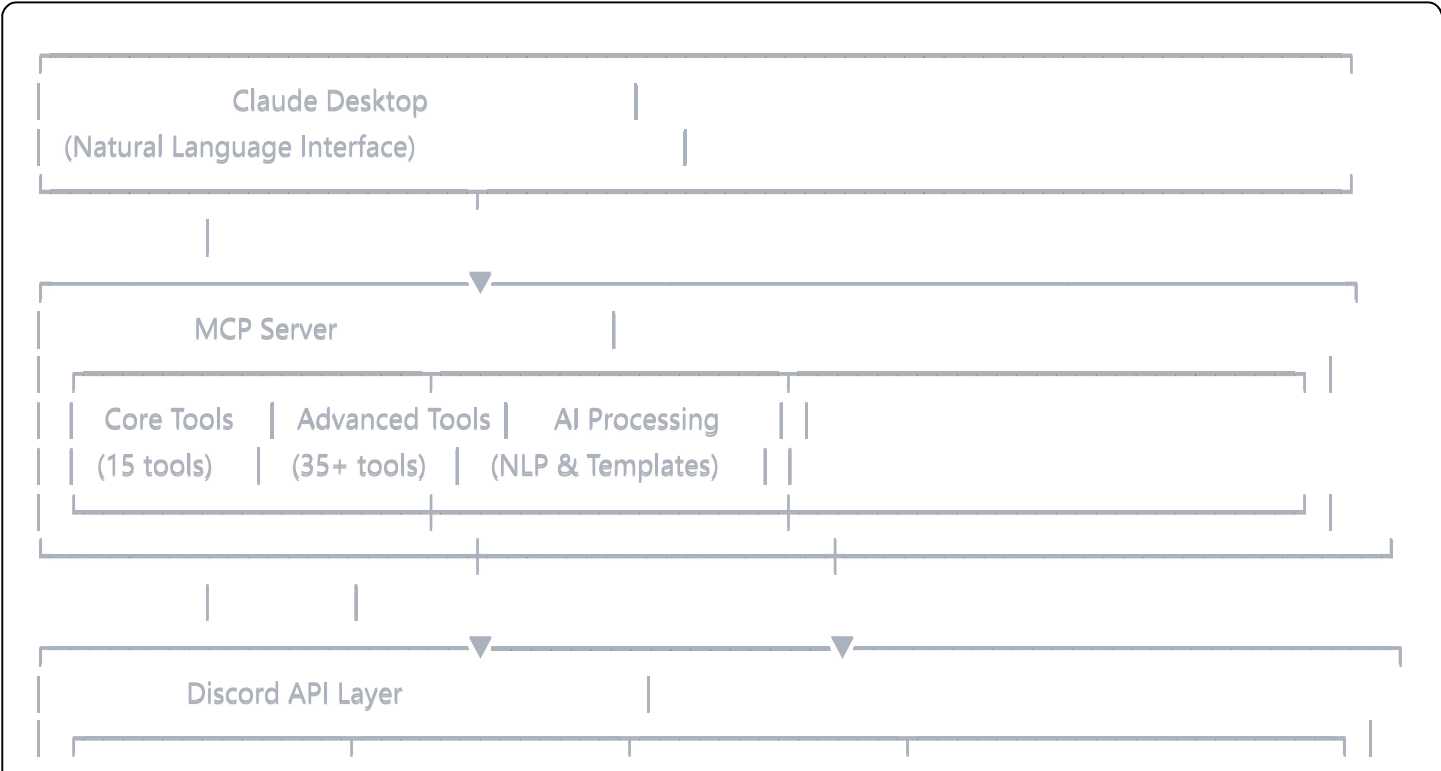 Claude Desktop
(Natural Language Interface)
MCP Server
Core Tools | Advanced Tools | AI Processing
(15 tools) | (35+ tools) | (NLP & Templates)
Discord API Layer